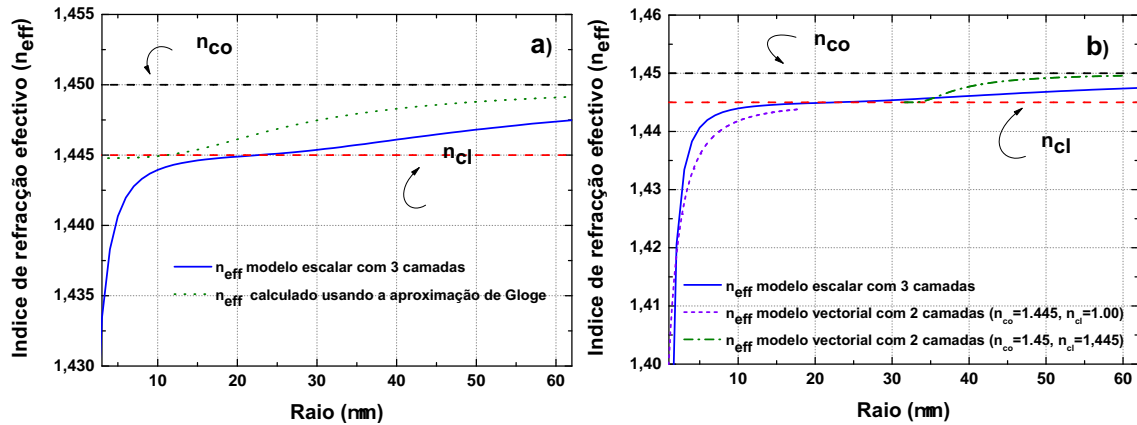 a)
n_co
n_cl
Indice de refracção efectivo (n_eff)
1,455
1,450
1,445
1,440
1,435
1,430
n_eff modelo escalar com 3 camadas
n_eff calculado usando a aproximação de Gloge
10 20 30 40 50 60
Raio (mm)
b)
n_co
n_cl
Indice de refracção efectivo (n_eff)
1,46
1,45
1,44
1,43
1,42
1,41
1,40
n_eff modelo escalar com 3 camadas
n_eff modelo vectorial com 2 camadas (n_co=1.445, n_cl=1.00)
n_eff modelo vectorial com 2 camadas (n_co=1.45, n_cl=1,445)
10 20 30 40 50 60
Raio (mm)